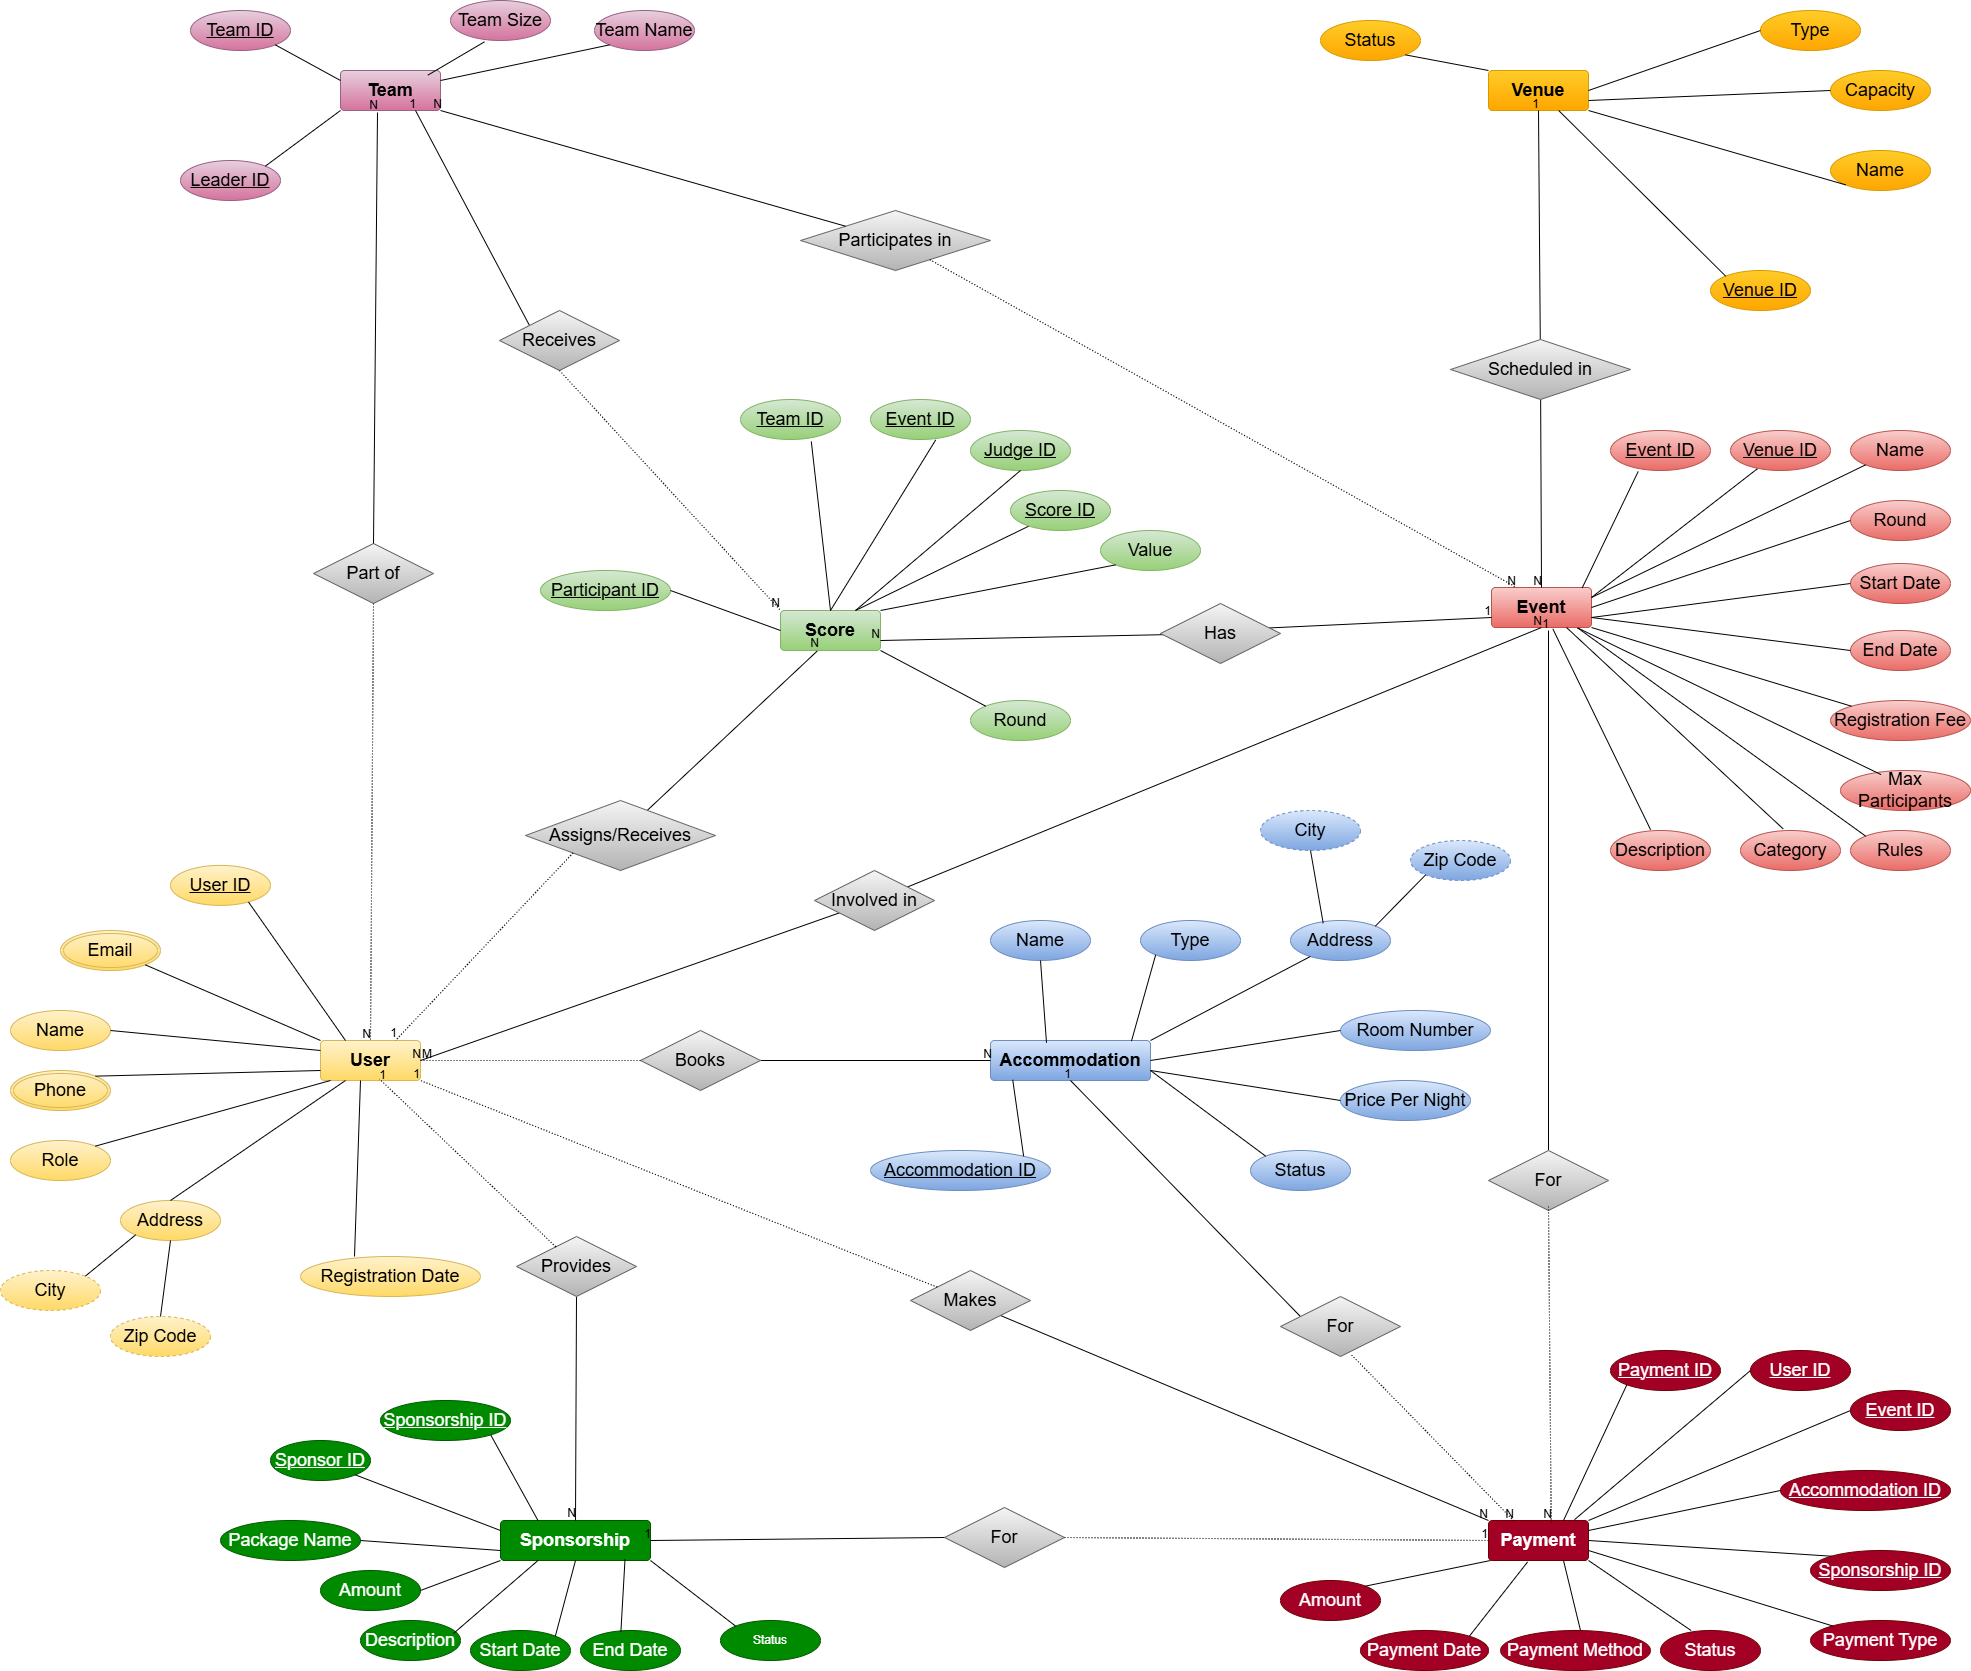 Team ID
Team Size
Team Name
Team
N
1
N
Leader ID
Status
Type
Venue
1
Capacity
Name
Venue ID
Participates in
Receives
Scheduled in
Team ID
Event ID
Judge ID
Score ID
Value
Participant ID
N
Score
N
N
Round
Has
Part of
Event ID
Venue ID
Name
Round
Start Date
End Date
Registration Fee
Max
Participants
Rules
Category
Description
N
N
1
Event
N
1
Assigns/Receives
Involved in
User ID
Email
Name
Phone
Role
Address
City
Zip Code
Registration Date
N
1
User
N
M
1
1
Books
City
Zip Code
Name
Type
Address
Room Number
Price Per Night
Status
Accommodation ID
N
Accommodation
1
For
Provides
Makes
For
Sponsorship ID
Sponsor ID
Package Name
Amount
Description
Start Date
End Date
Status
N
Sponsorship
1
For
Payment ID
User ID
Event ID
Accommodation ID
Sponsorship ID
Payment Type
Status
Payment Method
Payment Date
Amount
N
N
N
1
Payment